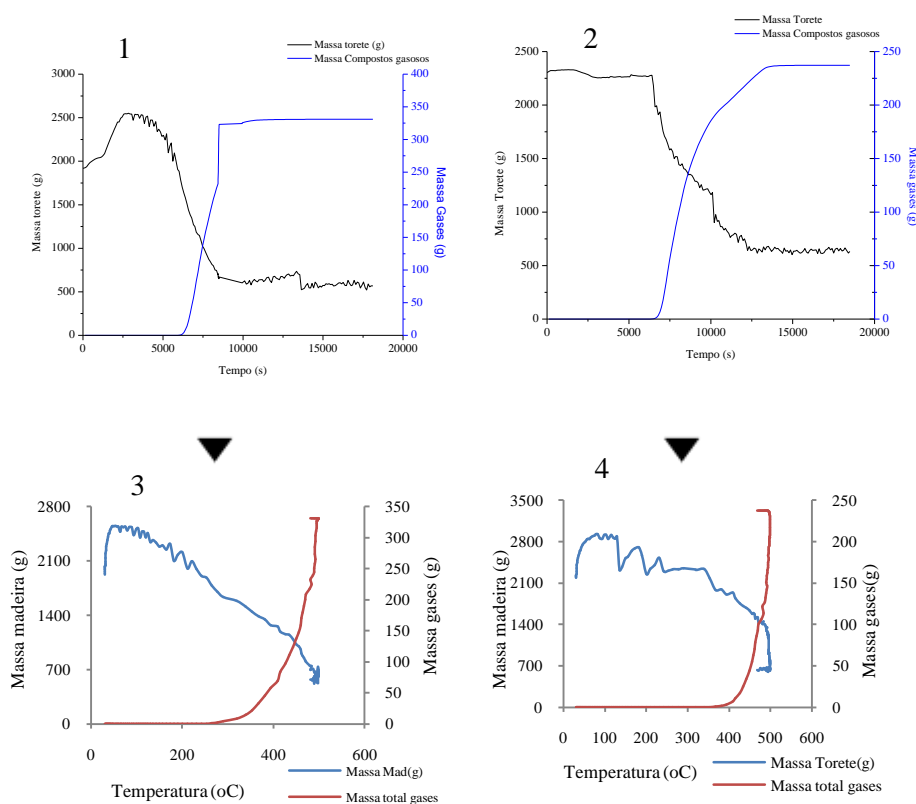 1
Massa torete (g)
Massa Compostos gasosos
3000
2500
2000
1500
1000
500
0
Massa torete (g)
400
350
300
250
200
150
100
50
0
Massa Gases (g)
0 5000 10000 15000 20000
Tempo (s)
2
Massa Torete
Massa Compostos gasosos
2500
2250
2000
1750
1500
1250
1000
750
500
250
0
Massa Torete (g)
250
200
150
100
50
0
Massa gases (g)
0 5000 10000 15000 20000
Tempo (s)
3
2800
2100
1400
700
0
Massa madeira (g)
350
300
250
200
150
100
50
0
Massa gases (g)
0 200 400 600
Temperatura (oC)
Massa Mad(g)
Massa total gases
4
3500
2800
2100
1400
700
0
Massa madeira (g)
250
200
150
100
50
0
Massa gases(g)
0 100 200 300 400 500 600
Temperatura (oC)
Massa Torete(g)
Massa total gases